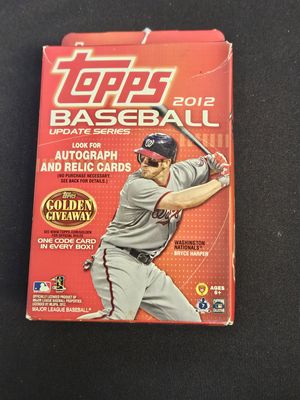 TOPPS
2012
BASEBALL
UPDATE SERIES
LOOK FOR
AUTOGRAPH
AND RELIC CARDS
(NO PURCHASE NECESSARY.
SEE BACK FOR DETAILS.)
TOPPS
GOLDEN
GIVEAWAY
ONE CODE CARD
IN EVERY BOX!
WASHINGTON
NATIONALS
BRYCE HARPER
AGES
MAJOR LEAGUE BASEBALL